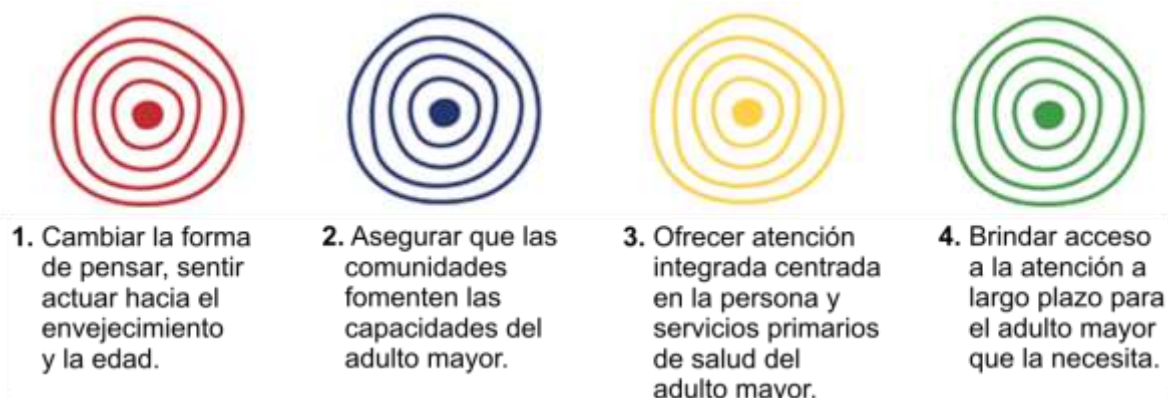 1. Cambiar la forma
de pensar, sentir
actuar hacia el
envejecimiento
y la edad.
2. Asegurar que las
comunidades
fomenten las
capacidades del
adulto mayor.
3. Ofrecer atención
integrada centrada
en la persona y
servicios primarios
de salud del
adulto mayor.
4. Brindar acceso
a la atención a
largo plazo para
el adulto mayor
que la necesita.